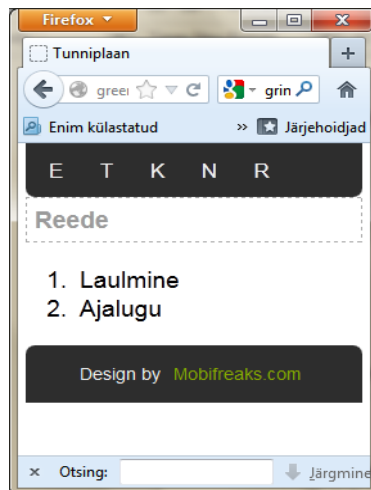 Firefox
Tunniplaan
greei
grin
Enim külastatud
Järjehoidjad
E T K N R
Reede
1. Laulmine
2. Ajalugu
Design by Mobifreaks.com
Otsing:
Järgmine